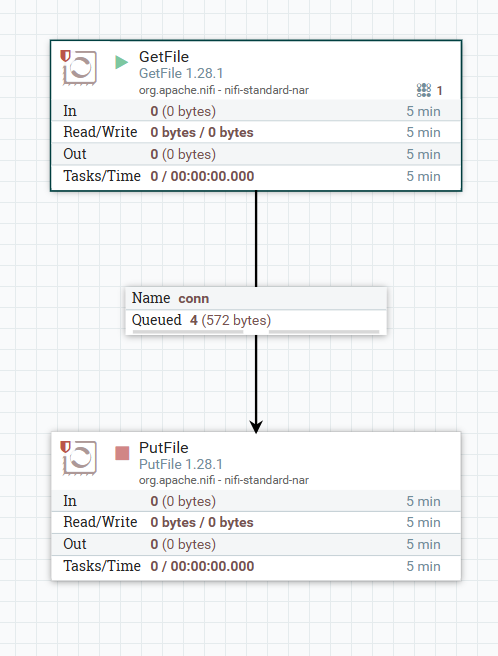 GetFile
GetFile 1.28.1
org.apache.nifi - nifi-standard-nar
1
In 0 (0 bytes) 5 min
Read/Write 0 bytes / 0 bytes 5 min
Out 0 (0 bytes) 5 min
Tasks/Time 0 / 00:00:00.000 5 min
Name conn
Queued 4 (572 bytes)
PutFile
PutFile 1.28.1
org.apache.nifi - nifi-standard-nar
In 0 (0 bytes) 5 min
Read/Write 0 bytes / 0 bytes 5 min
Out 0 (0 bytes) 5 min
Tasks/Time 0 / 00:00:00.000 5 min